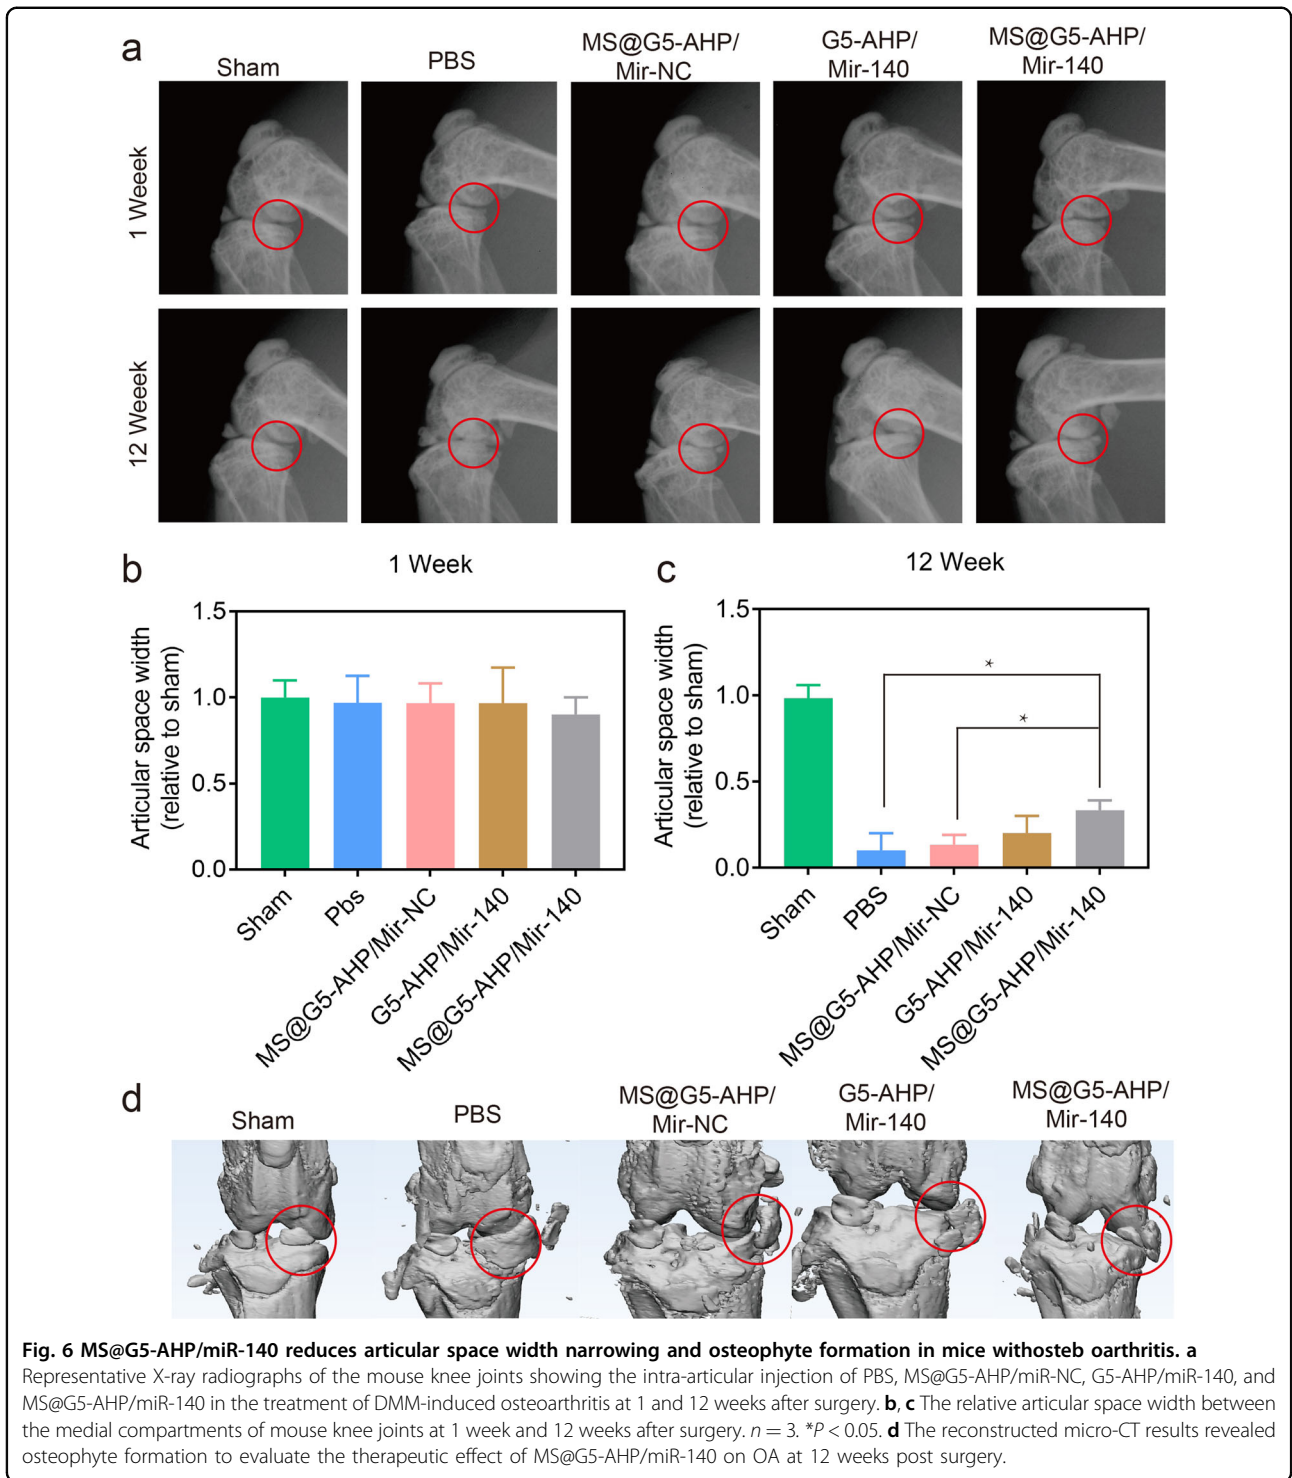 a
Sham
PBS
MS@G5-AHP/
Mir-NC
G5-AHP/
Mir-140
MS@G5-AHP/
Mir-140
1 Weeek
12 Weeek
b
1 Week
Articular space width
(relative to sham)
1.5
1.0
0.5
0.0
Sham
Pbs
MS@G5-AHP/Mir-NC
G5-AHP/Mir-140
MS@G5-AHP/Mir-140
c
12 Week
Articular space width
(relative to sham)
1.5
1.0
0.5
0.0
*
*
Sham
PBS
MS@G5-AHP/Mir-NC
G5-AHP/Mir-140
MS@G5-AHP/Mir-140
d
Sham
PBS
MS@G5-AHP/
Mir-NC
G5-AHP/
Mir-140
MS@G5-AHP/
Mir-140
Fig. 6 MS@G5-AHP/miR-140 reduces articular space width narrowing and osteophyte formation in mice withosteb oarthritis. a
Representative X-ray radiographs of the mouse knee joints showing the intra-articular injection of PBS, MS@G5-AHP/miR-NC, G5-AHP/miR-140, and
MS@G5-AHP/miR-140 in the treatment of DMM-induced osteoarthritis at 1 and 12 weeks after surgery. b, c The relative articular space width between
the medial compartments of mouse knee joints at 1 week and 12 weeks after surgery. n = 3. *P < 0.05. d The reconstructed micro-CT results revealed
osteophyte formation to evaluate the therapeutic effect of MS@G5-AHP/miR-140 on OA at 12 weeks post surgery.